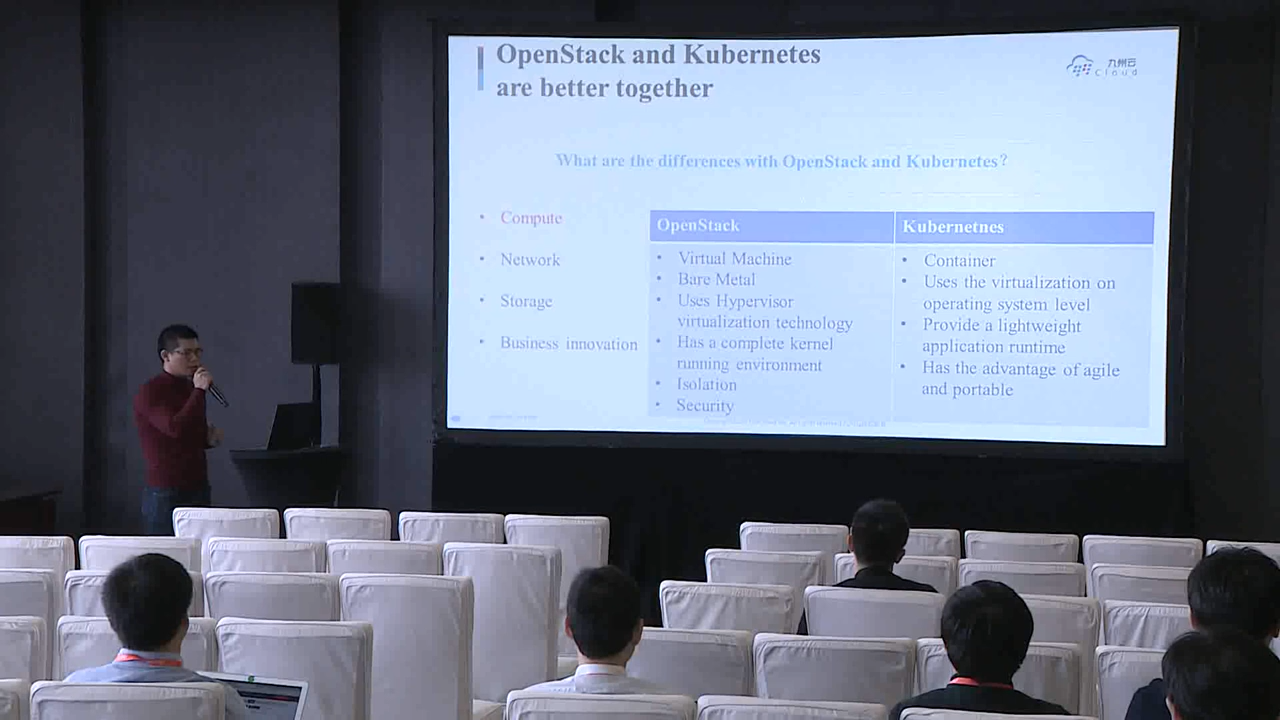 OpenStack and Kubernetes
are better together
九州云
Cloud
What are the differences with OpenStack and Kubernetes?
• Compute
• Network
• Storage
• Business innovation
OpenStack
• Virtual Machine
• Bare Metal
• Uses Hypervisor
virtualization technology
• Has a complete kernel
running environment
• Isolation
• Security
Kubernetnes
• Container
• Uses the virtualization on
operating system level
• Provide a lightweight
application runtime
• Has the advantage of agile
and portable